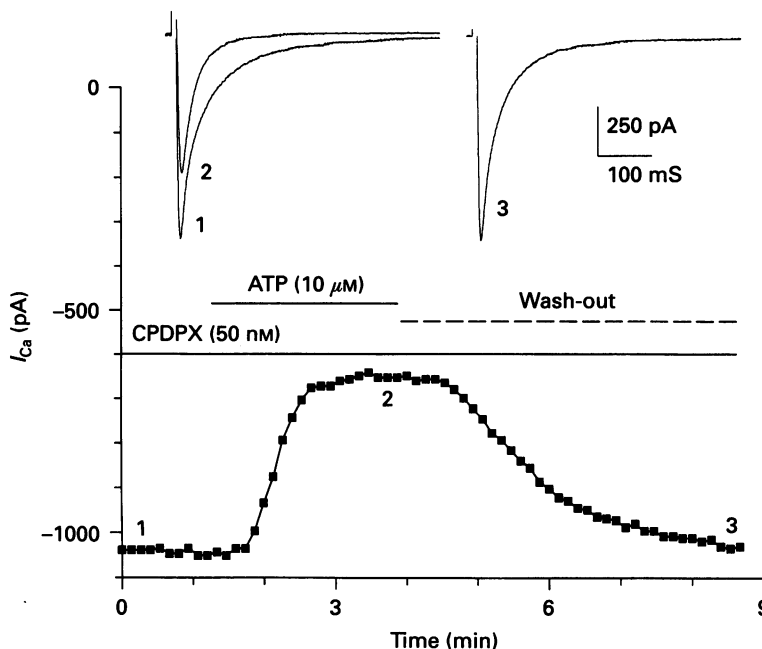 0
−500
−1000
I_Ca (pA)
2
1
3
250 pA
100 mS
ATP (10 μM)
Wash-out
CPDPX (50 nM)
1
2
3
0
3
6
9
Time (min)